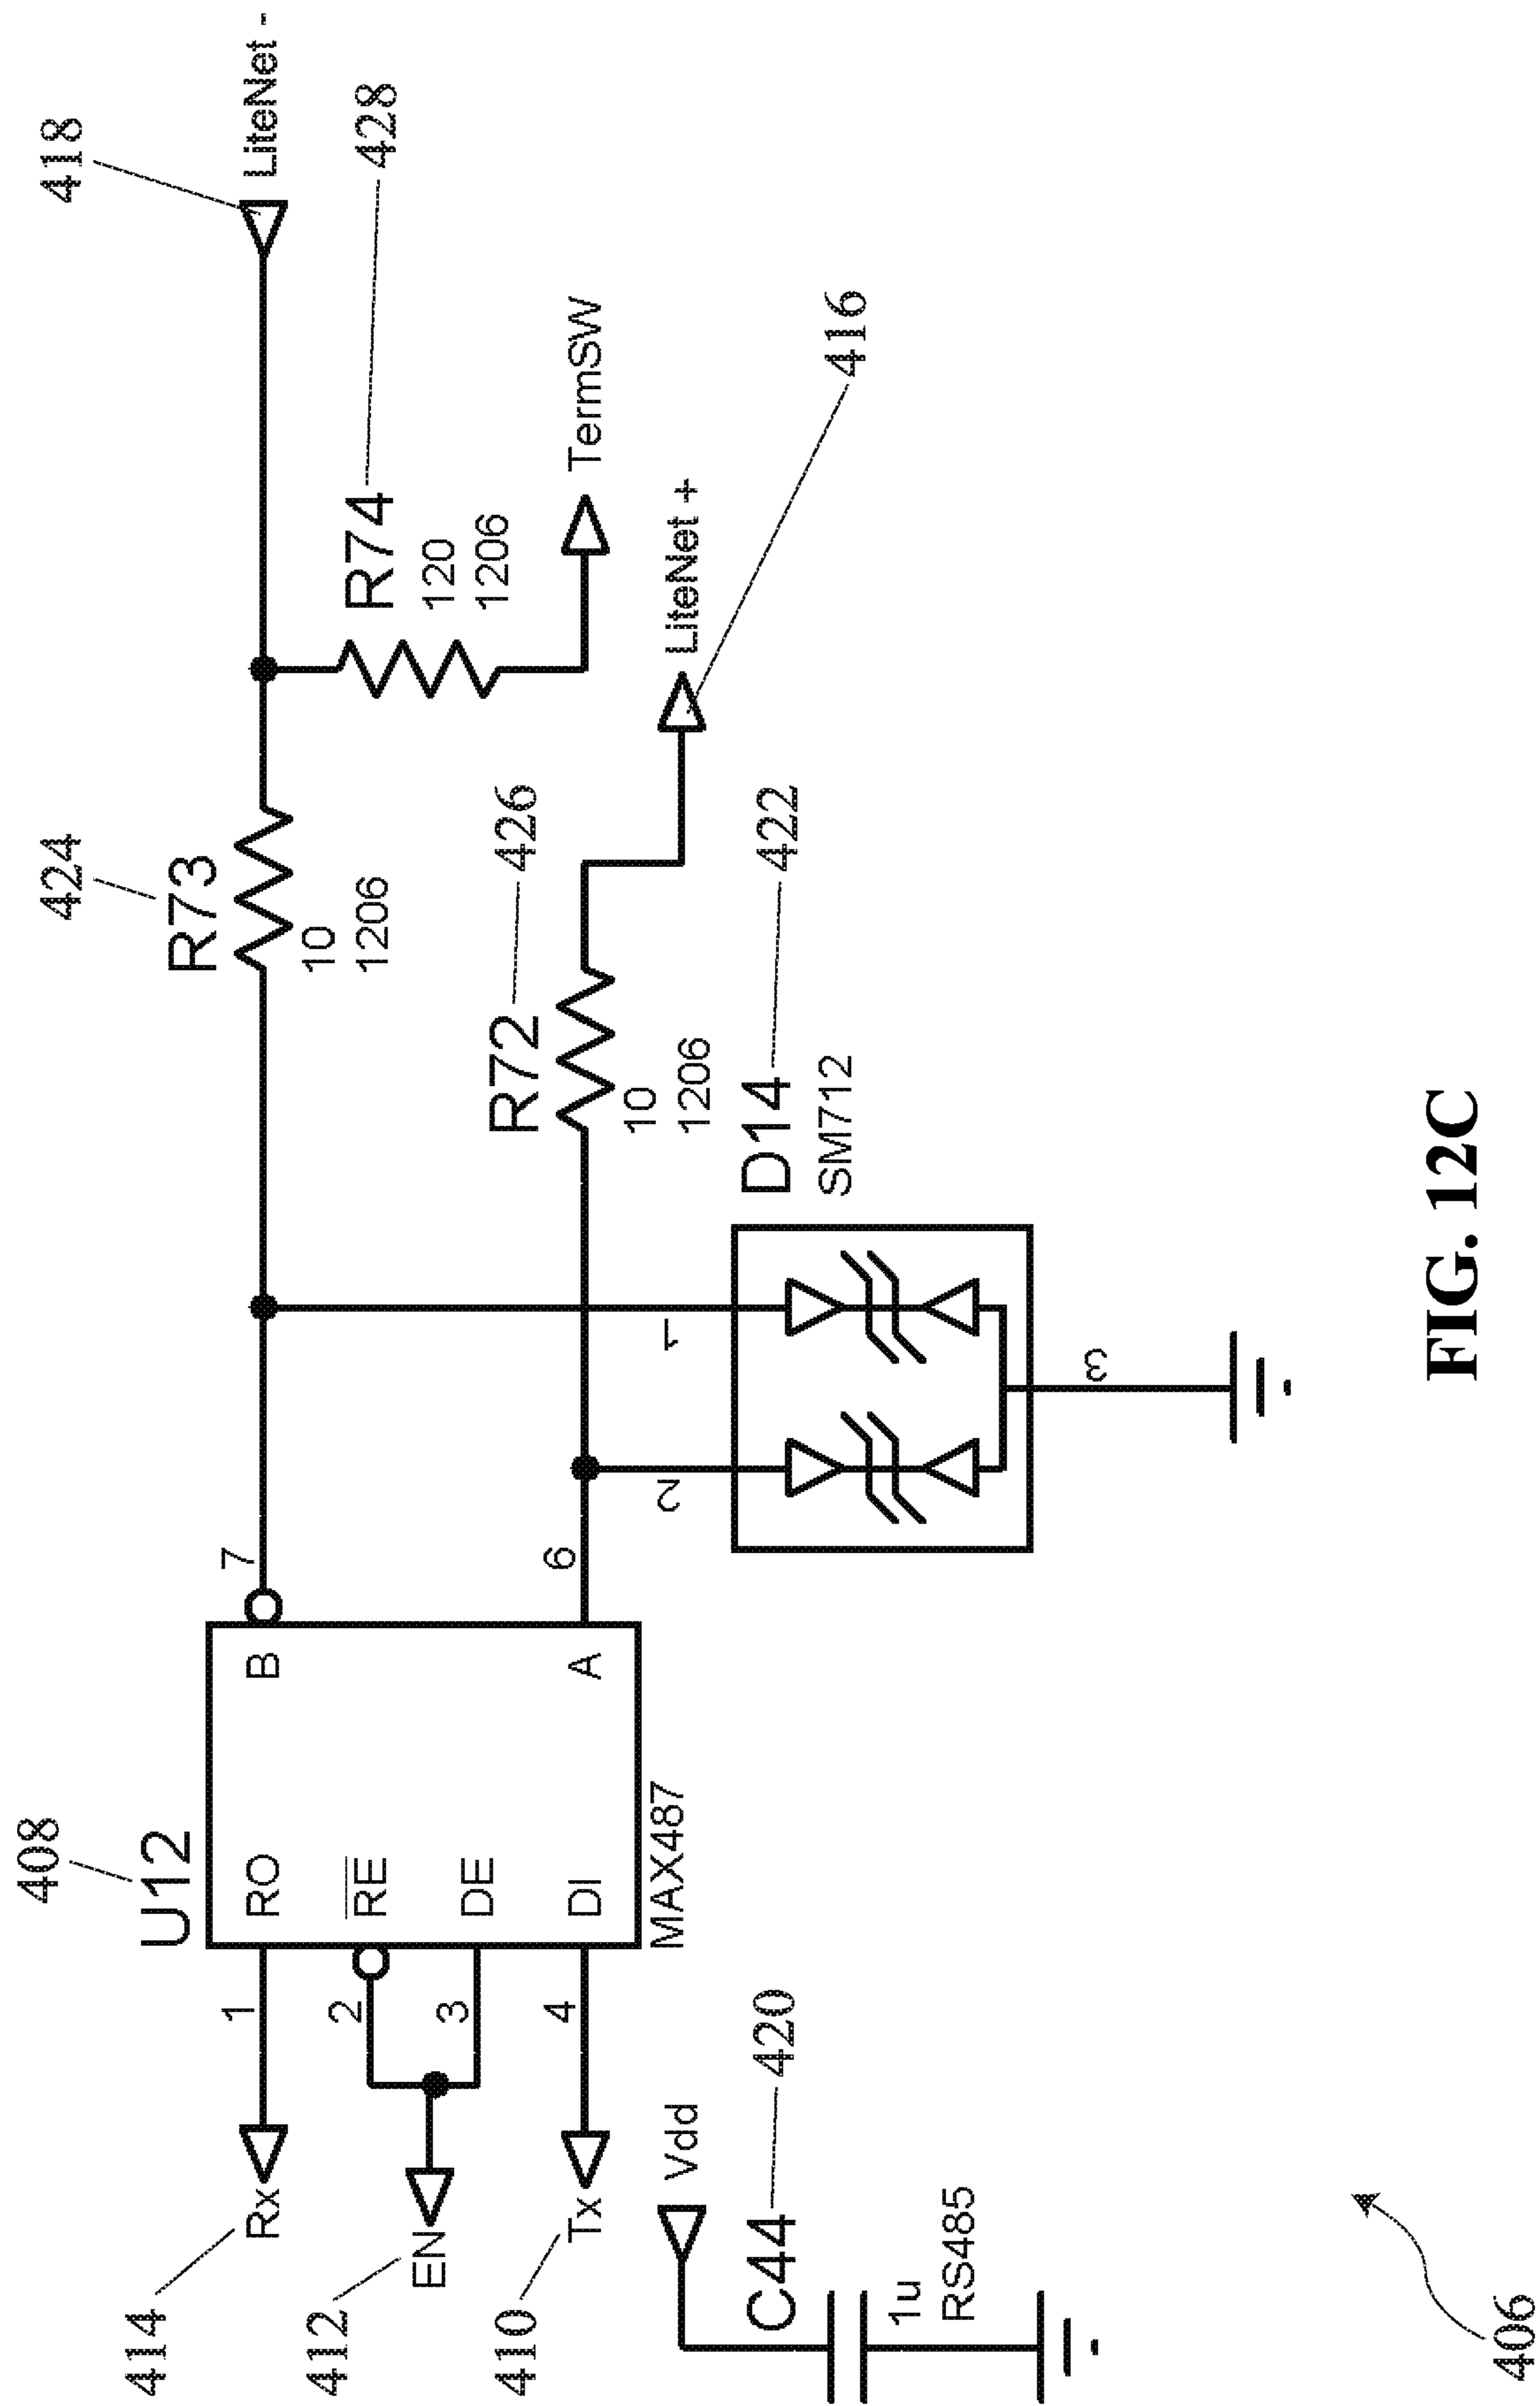 408
U12
414
Rx
1
RO
B
7
424
R73
10
1206
418
LiteNet -
412
EN
2
RE
3
DE
R74
428
120
1206
TermSW
410
Tx
4
DI
A
6
MAX487
R72
426
10
1206
LiteNet +
416
Vdd
C44
420
1u
RS485
2
1
D14
422
SM712
3
406
FIG. 12C